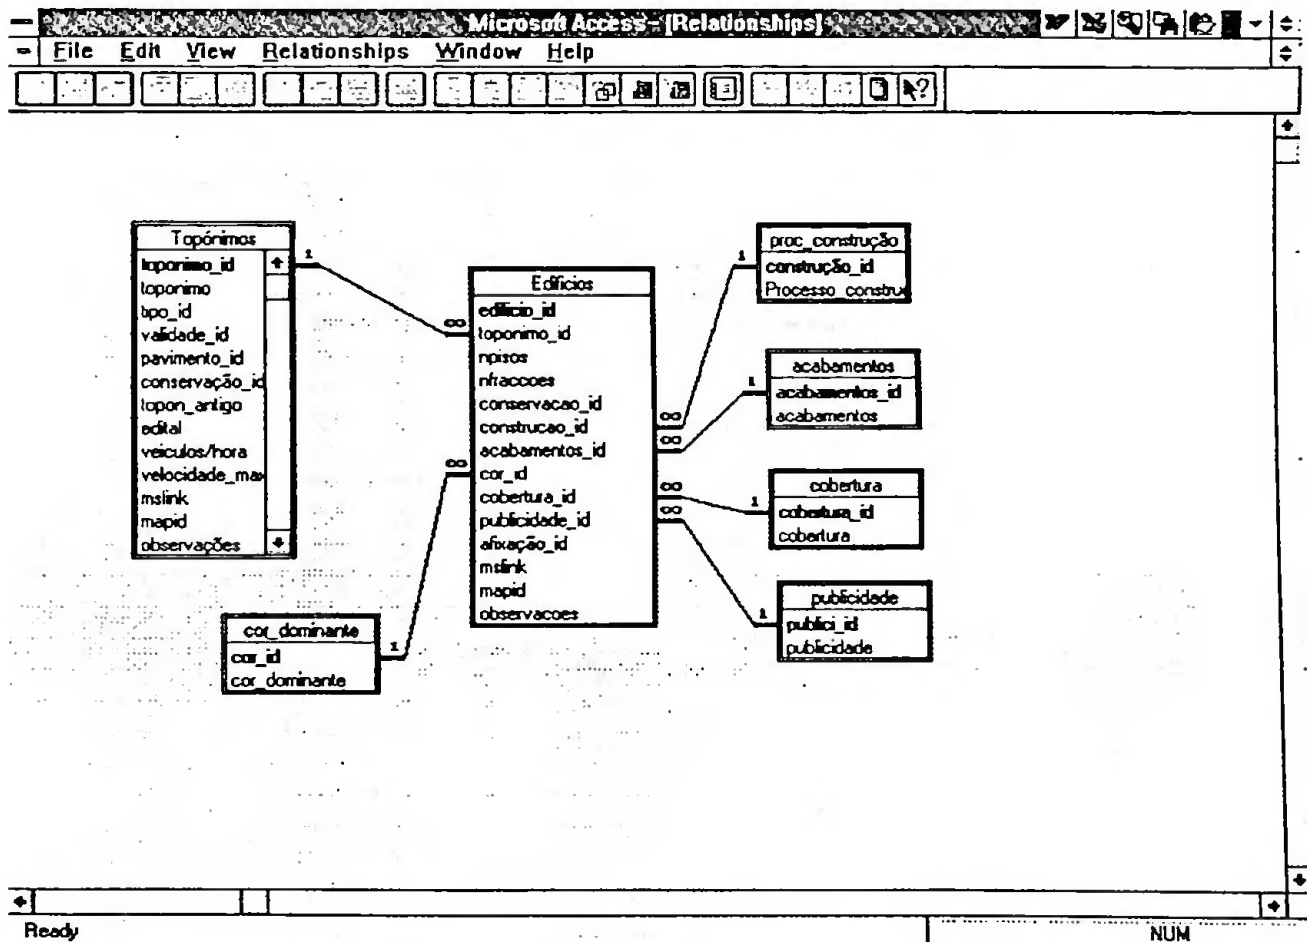 Microsoft Access - [Relationships]
File Edit View Relationships Window Help
Topónimos
toponimo_id
toponimo
tipo_id
validade_id
pavimento_id
conservação_id
topon_antigo
edital
veiculos/hora
velocidade_max
mslink
mapid
observações
1
∞
Edificios
edificio_id
toponimo_id
npisos
nfraccoes
conservacao_id
construcao_id
acabamentos_id
cor_id
cobertura_id
publicidade_id
afixação_id
mslink
mapid
observacoes
∞
∞
∞
∞
∞
1
proc_construção
construção_id
Processo_constru
1
acabamentos
acabamentos_id
acabamentos
1
cobertura
cobertura_id
cobertura
1
publicidade
publici_id
publicidade
cor_dominante
cor_id
cor_dominante
1
Ready
NUM